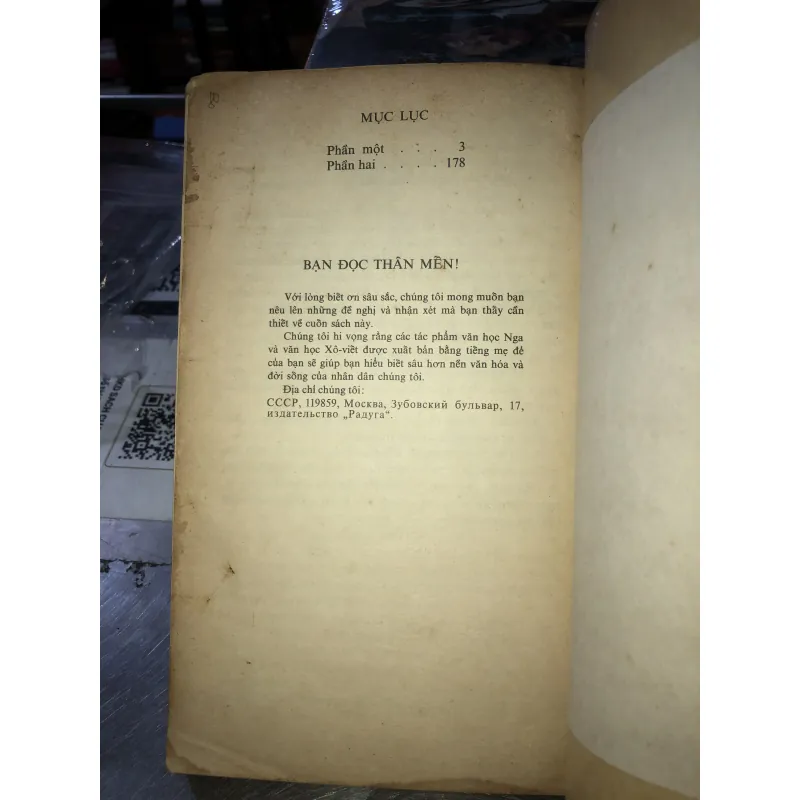 MỤC LỤC
Phần một . . . 3
Phần hai . . . . 178
BẠN ĐỌC THÂN MỀN!
Với lòng biết ơn sâu sắc, chúng tôi mong muốn bạn
nêu lên những đề nghị và nhận xét mà bạn thấy cần
thiết về cuốn sách này.
Chúng tôi hi vọng rằng các tác phẩm văn học Nga
và văn học Xô-viết được xuất bản bằng tiếng mẹ đẻ
của bạn sẽ giúp bạn hiểu biết sâu hơn nền văn hóa và
đời sống của nhân dân chúng tôi.
Địa chỉ chúng tôi:
СССР, 119859, Москва, Зубовский бульвар, 17,
издательство „Радуга“.